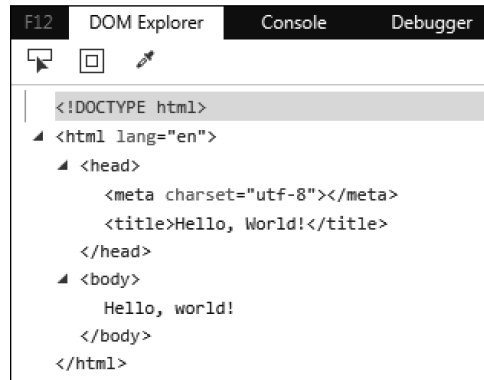 F12 DOM Explorer Console Debugger
<!DOCTYPE html>
<html lang="en">
<head>
<meta charset="utf-8"></meta>
<title>Hello, World!</title>
</head>
<body>
Hello, world!
</body>
</html>